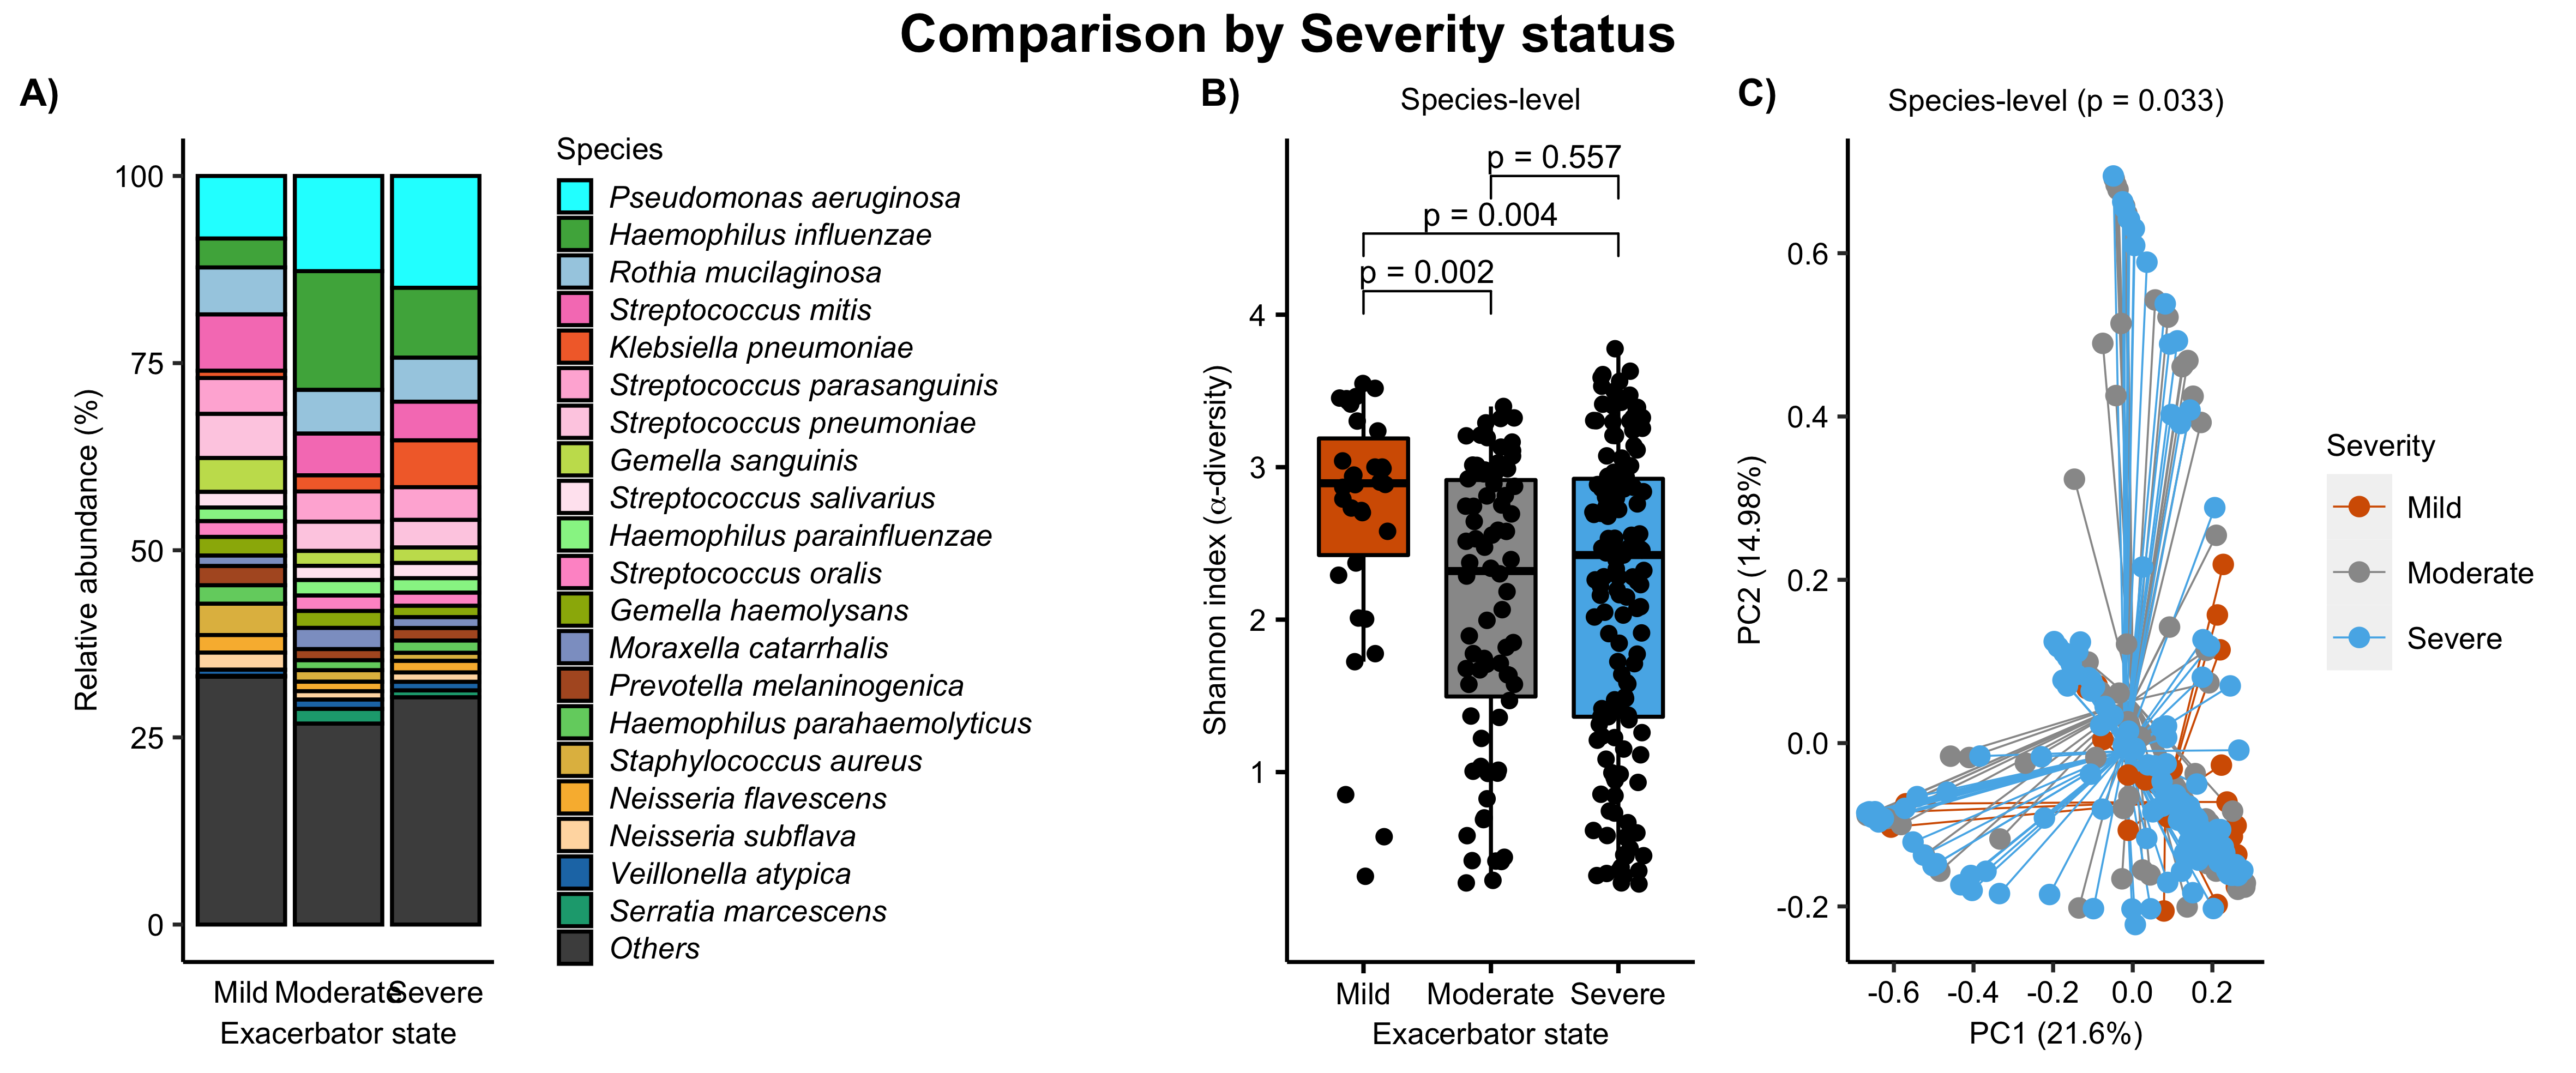 Comparison by Severity status
A)
Relative abundance (%)
100
75
50
25
0
Mild
Moderate
Severe
Exacerbator state
Species
Pseudomonas aeruginosa
Haemophilus influenzae
Rothia mucilaginosa
Streptococcus mitis
Klebsiella pneumoniae
Streptococcus parasanguinis
Streptococcus pneumoniae
Gemella sanguinis
Streptococcus salivarius
Haemophilus parainfluenzae
Streptococcus oralis
Gemella haemolysans
Moraxella catarrhalis
Prevotella melaninogenica
Haemophilus parahaemolyticus
Staphylococcus aureus
Neisseria flavescens
Neisseria subflava
Veillonella atypica
Serratia marcescens
Others
B)
Species-level
p = 0.557
p = 0.004
p = 0.002
Shannon index (α-diversity)
4
3
2
1
Mild
Moderate
Severe
Exacerbator state
C)
Species-level (p = 0.033)
PC2 (14.98%)
0.6
0.4
0.2
0.0
-0.2
-0.6
-0.4
-0.2
0.0
0.2
PC1 (21.6%)
Severity
Mild
Moderate
Severe